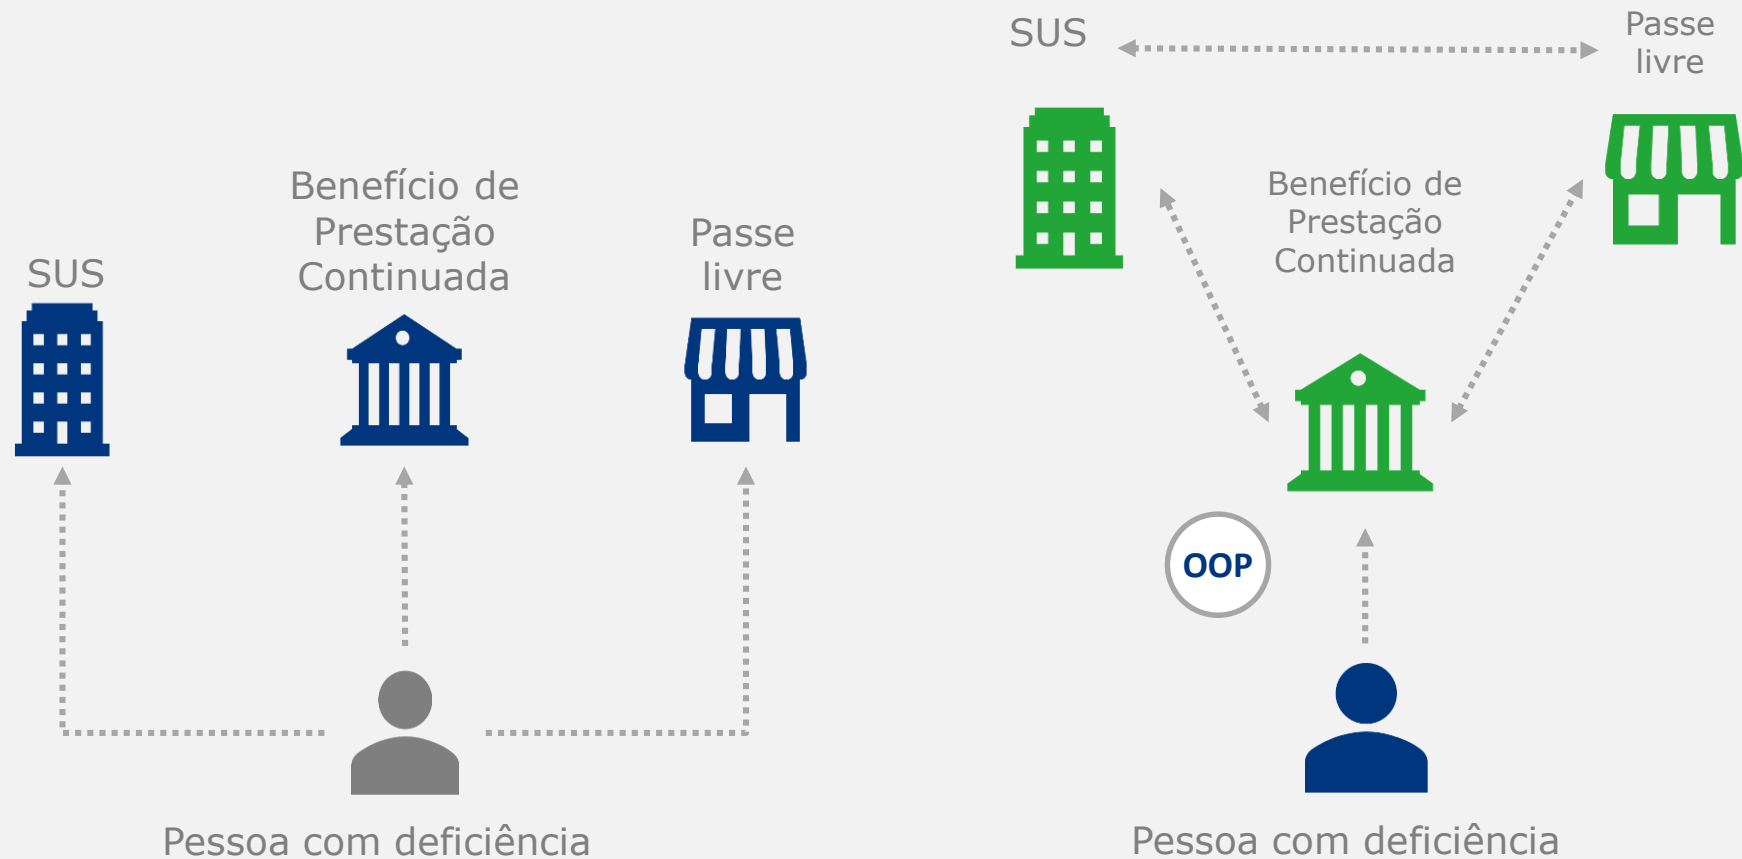 SUS
Benefício de
Prestação
Continuada
Passe
livre
Pessoa com deficiência
SUS
Passe
livre
Benefício de
Prestação
Continuada
OOP
Pessoa com deficiência